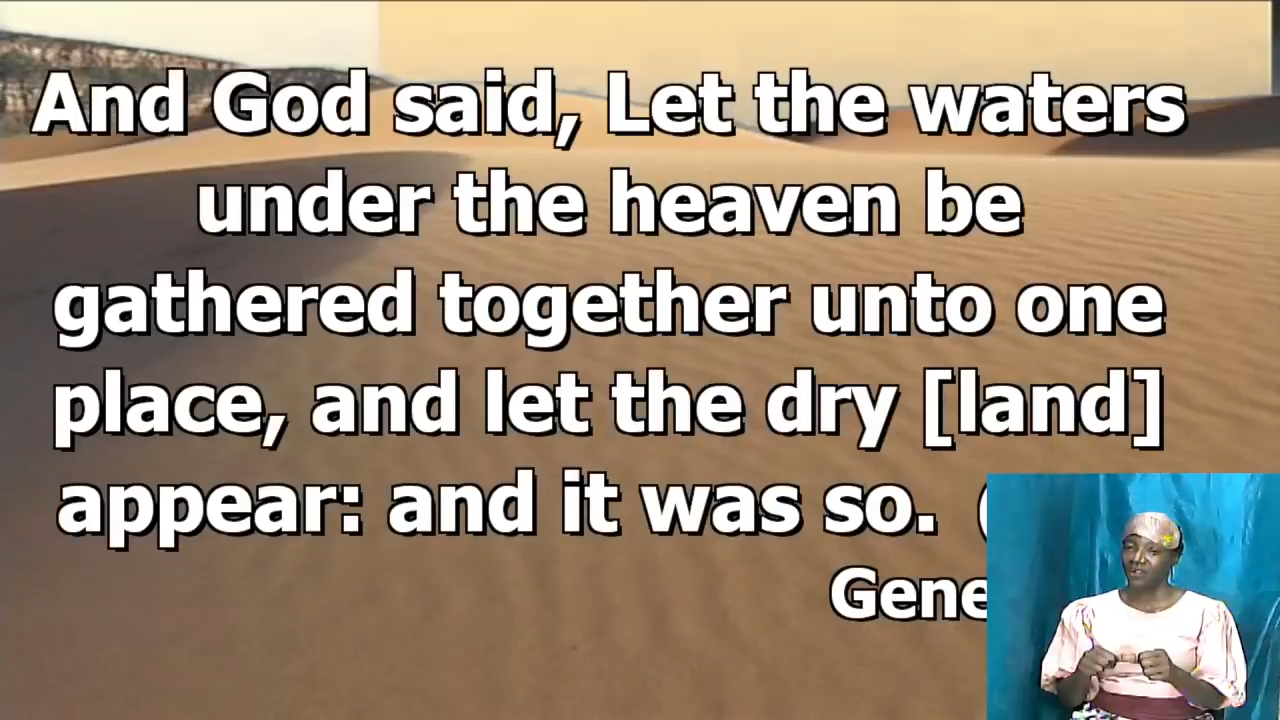 And God said, Let the waters
under the heaven be
gathered together unto one
place, and let the dry [land]
appear: and it was so. (